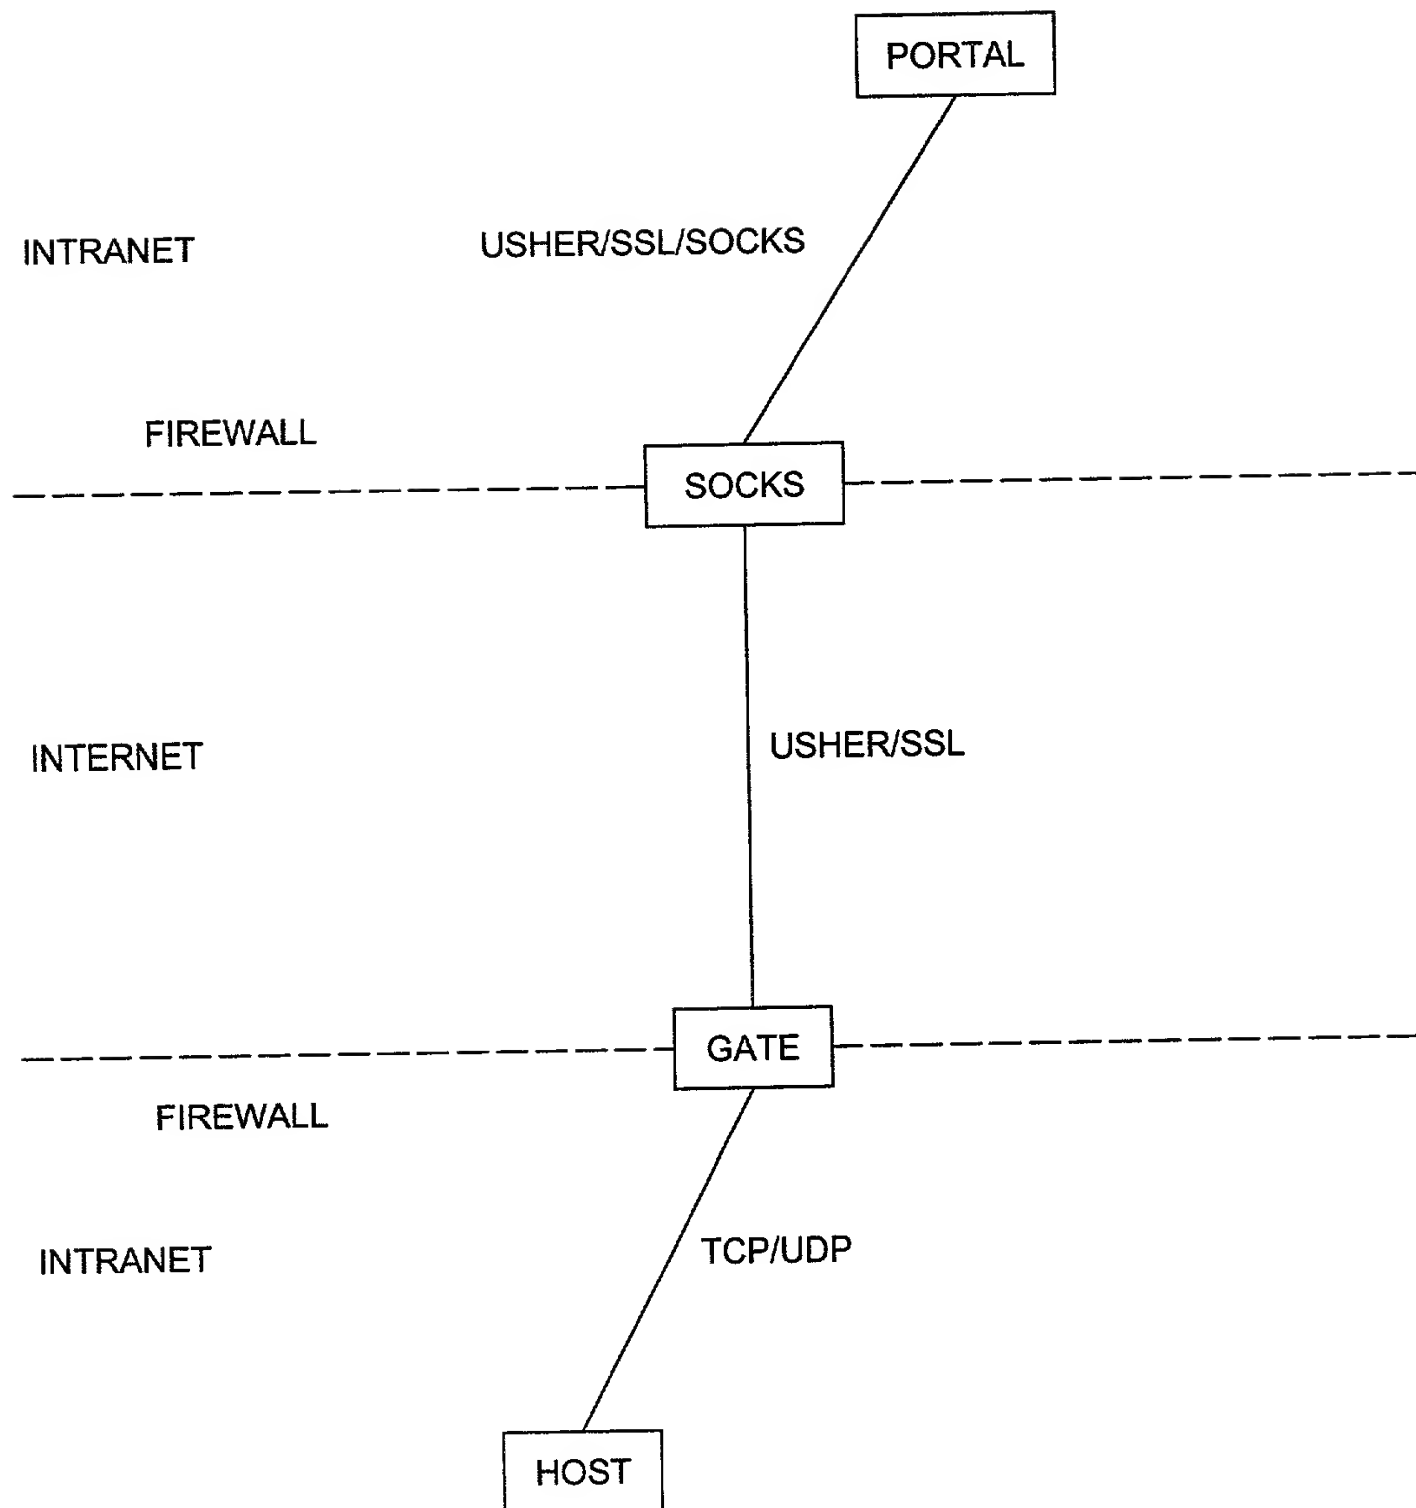 PORTAL
INTRANET
USHER/SSL/SOCKS
FIREWALL
SOCKS
INTERNET
USHER/SSL
GATE
FIREWALL
INTRANET
TCP/UDP
HOST